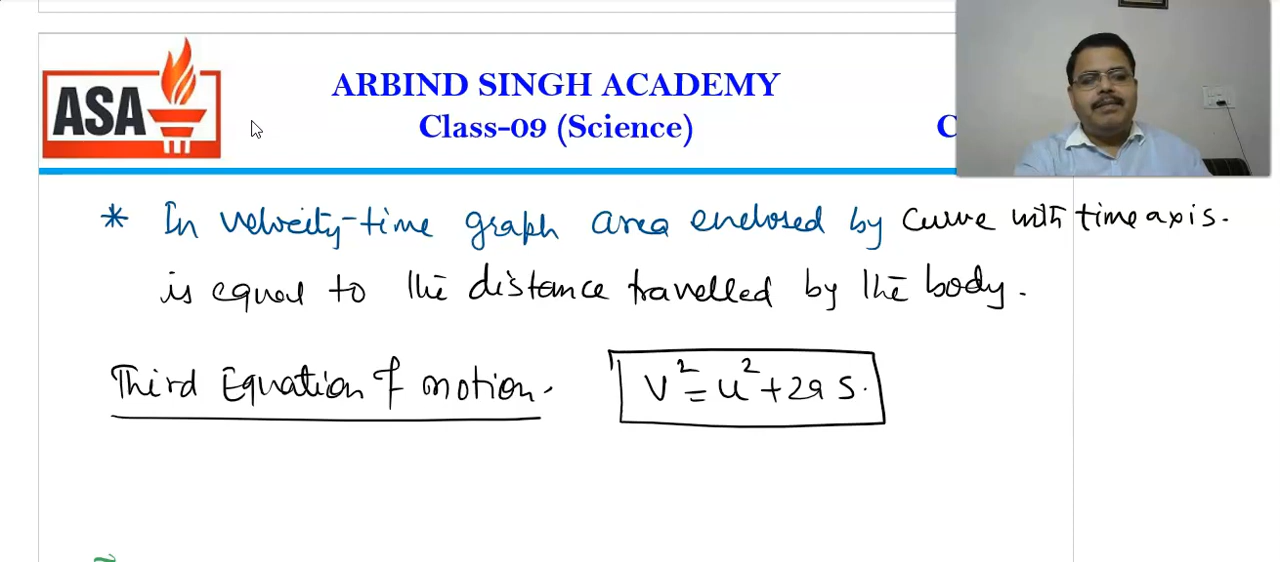 ASA
ARBIND SINGH ACADEMY
Class-09 (Science)
C
* In velocity-time graph area enclosed by curve with time axis.
is equal to the distance travelled by the body.
Third Equation of motion.
v² = u² + 2a s.